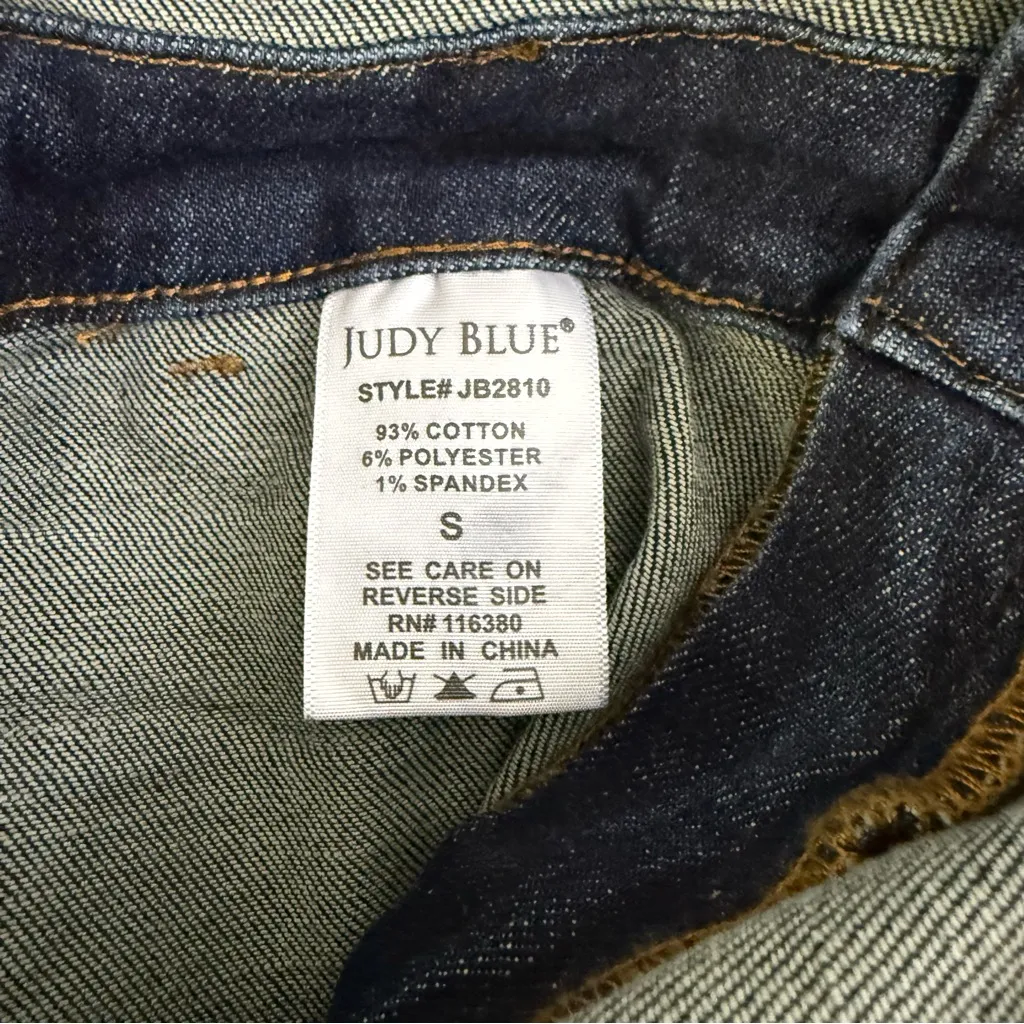 JUDY BLUE®
STYLE# JB2810
93% COTTON
6% POLYESTER
1% SPANDEX
S
SEE CARE ON
REVERSE SIDE
RN# 116380
MADE IN CHINA